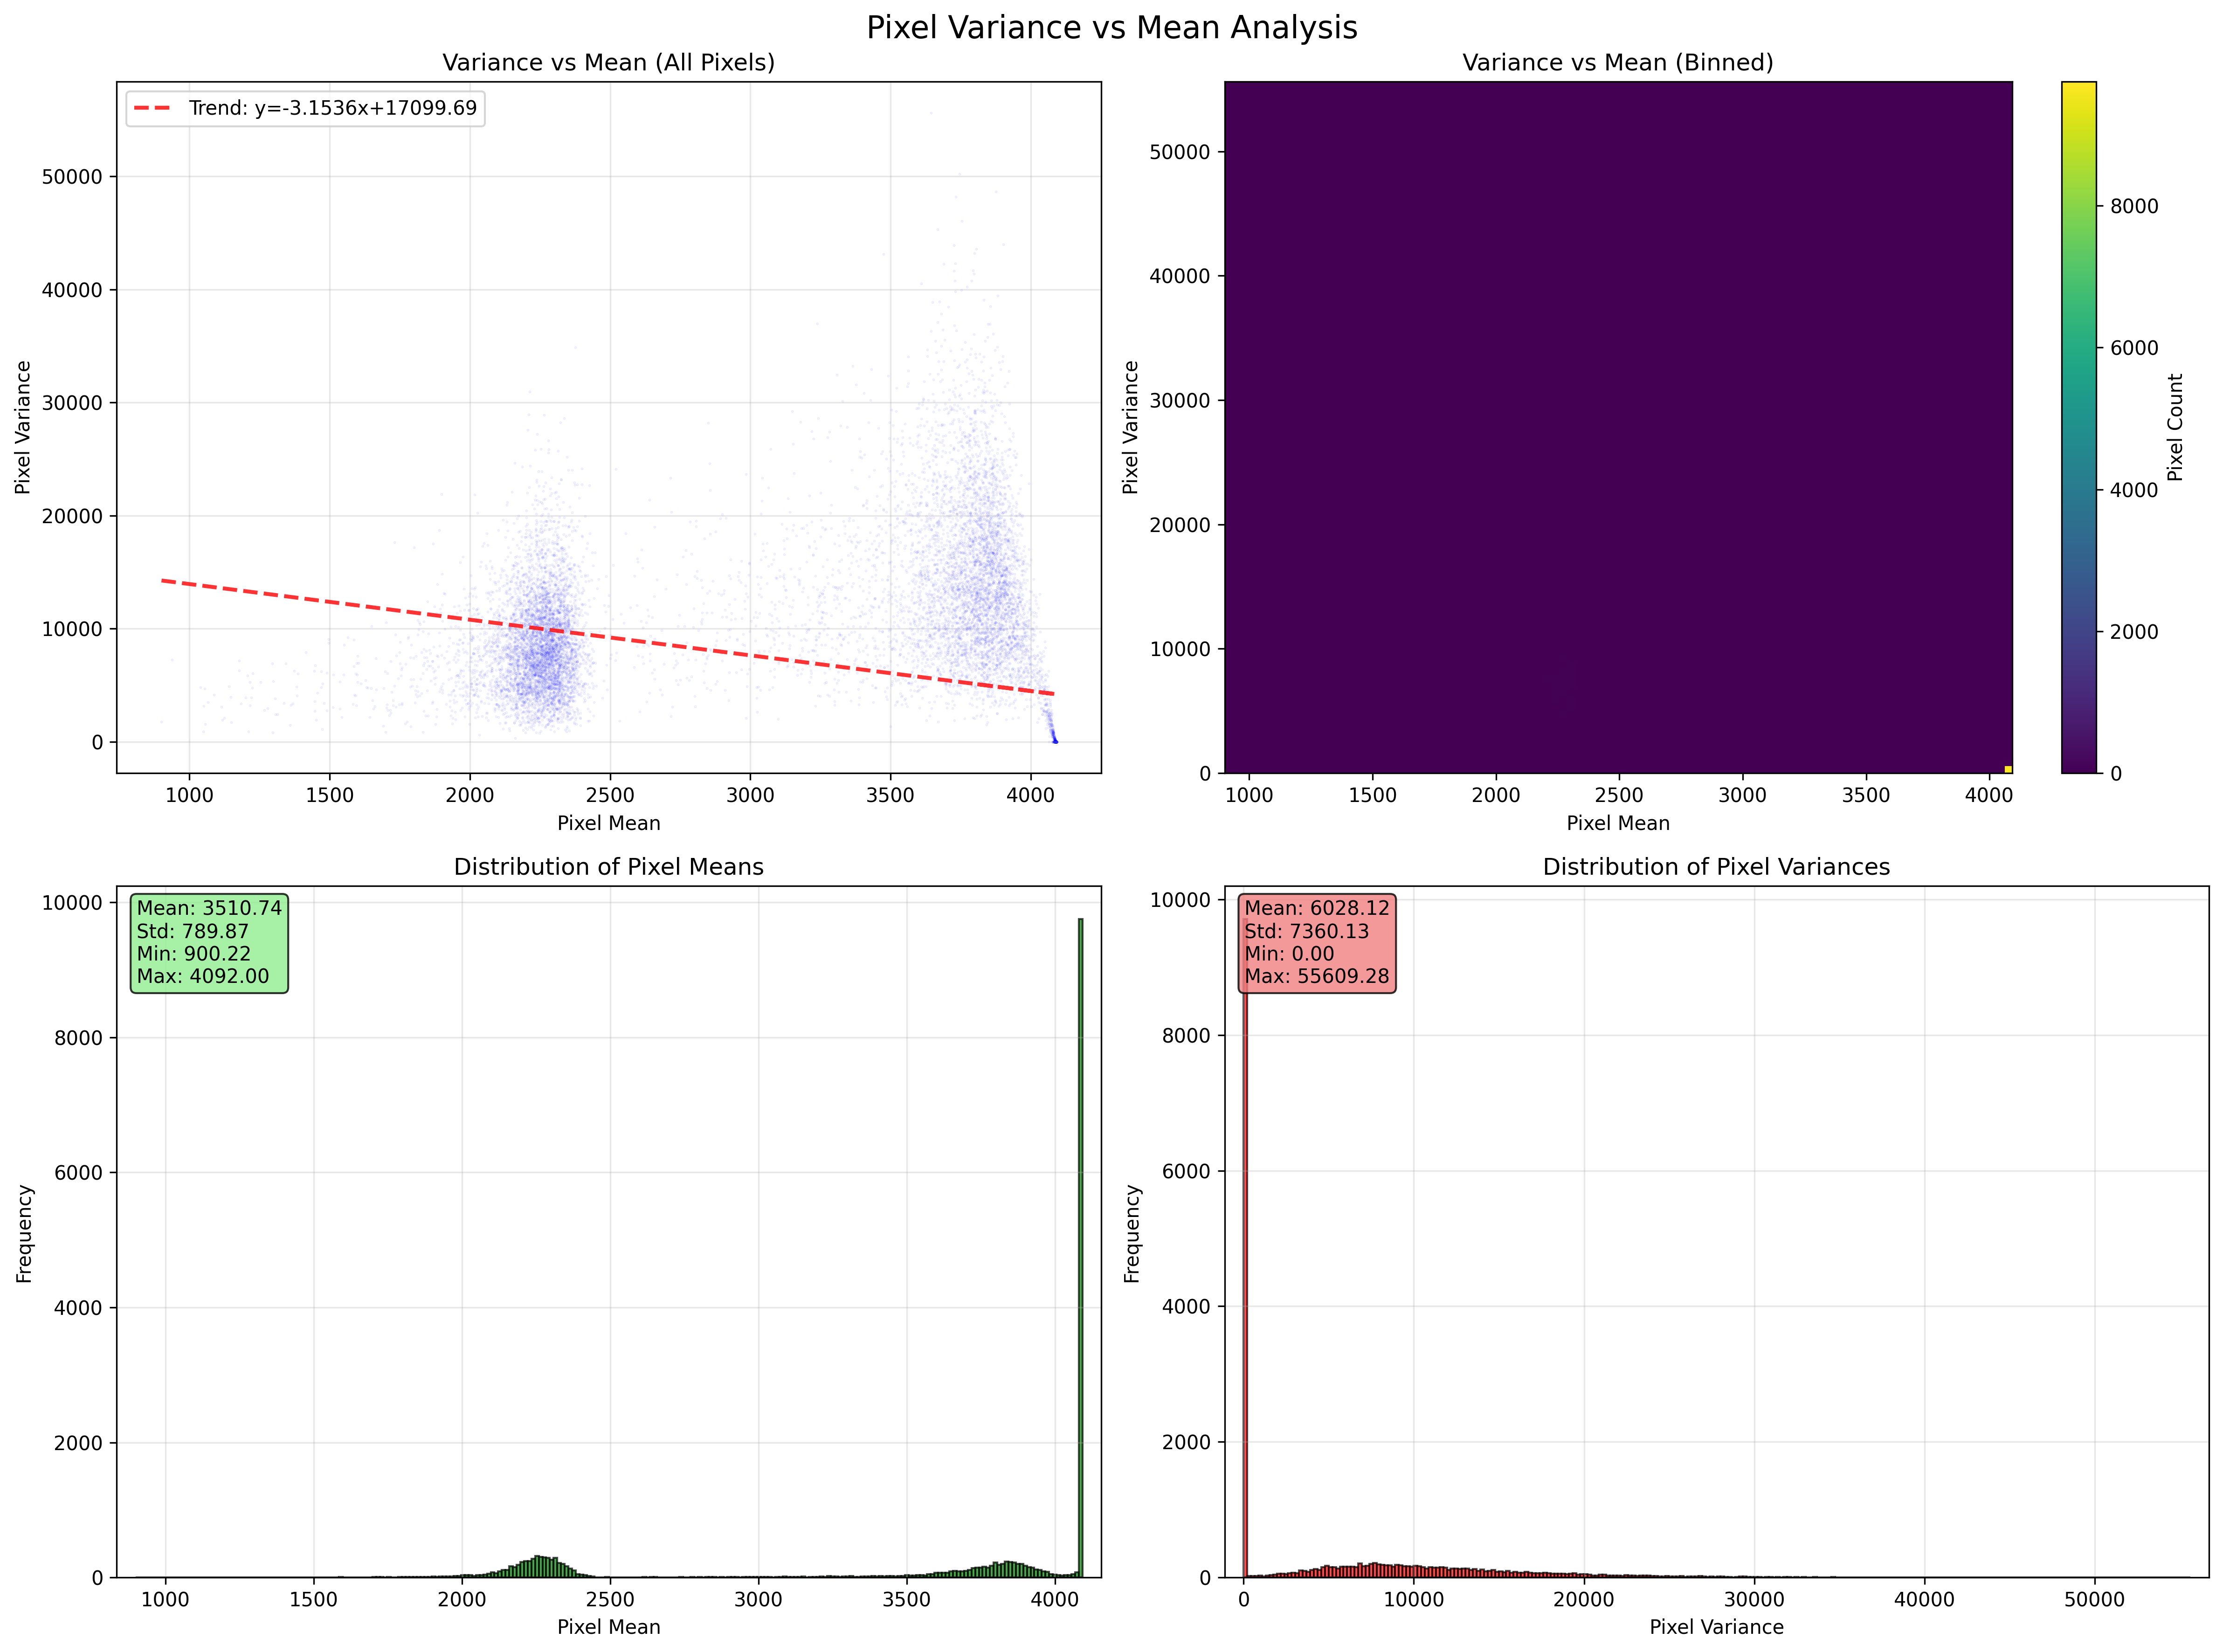 Pixel Variance vs Mean Analysis
Variance vs Mean (All Pixels)
Trend: y=-3.1536x+17099.69
50000
40000
30000
20000
10000
0
Pixel Variance
1000 1500 2000 2500 3000 3500 4000
Pixel Mean
Variance vs Mean (Binned)
50000
40000
30000
20000
10000
0
Pixel Variance
1000 1500 2000 2500 3000 3500 4000
Pixel Mean
8000
6000
4000
2000
0
Pixel Count
Distribution of Pixel Means
Mean: 3510.74
Std: 789.87
Min: 900.22
Max: 4092.00
10000
8000
6000
4000
2000
0
Frequency
1000 1500 2000 2500 3000 3500 4000
Pixel Mean
Distribution of Pixel Variances
Mean: 6028.12
Std: 7360.13
Min: 0.00
Max: 55609.28
10000
8000
6000
4000
2000
0
Frequency
0 10000 20000 30000 40000 50000
Pixel Variance